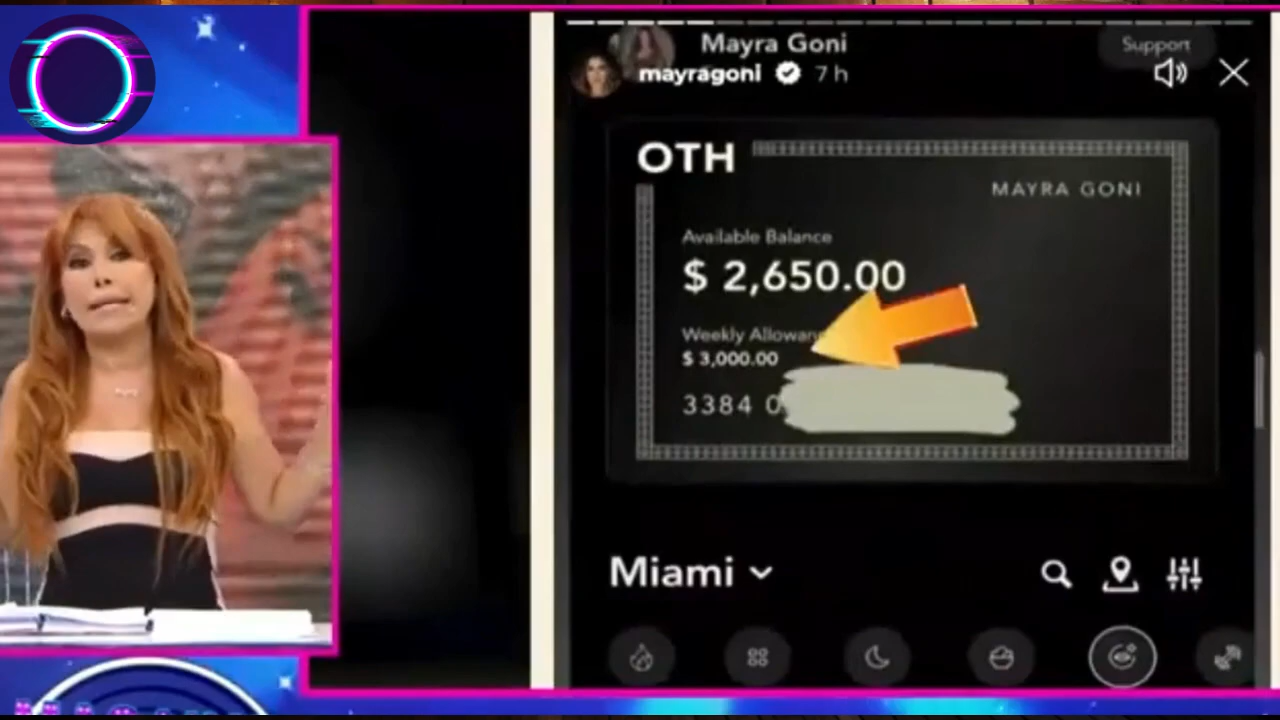 Mayra Goni
Support
mayragoni 7 h
OTH
MAYRA GONI
Available Balance
$ 2,650.00
Weekly
$ 3,000.00
3384 0
Miami